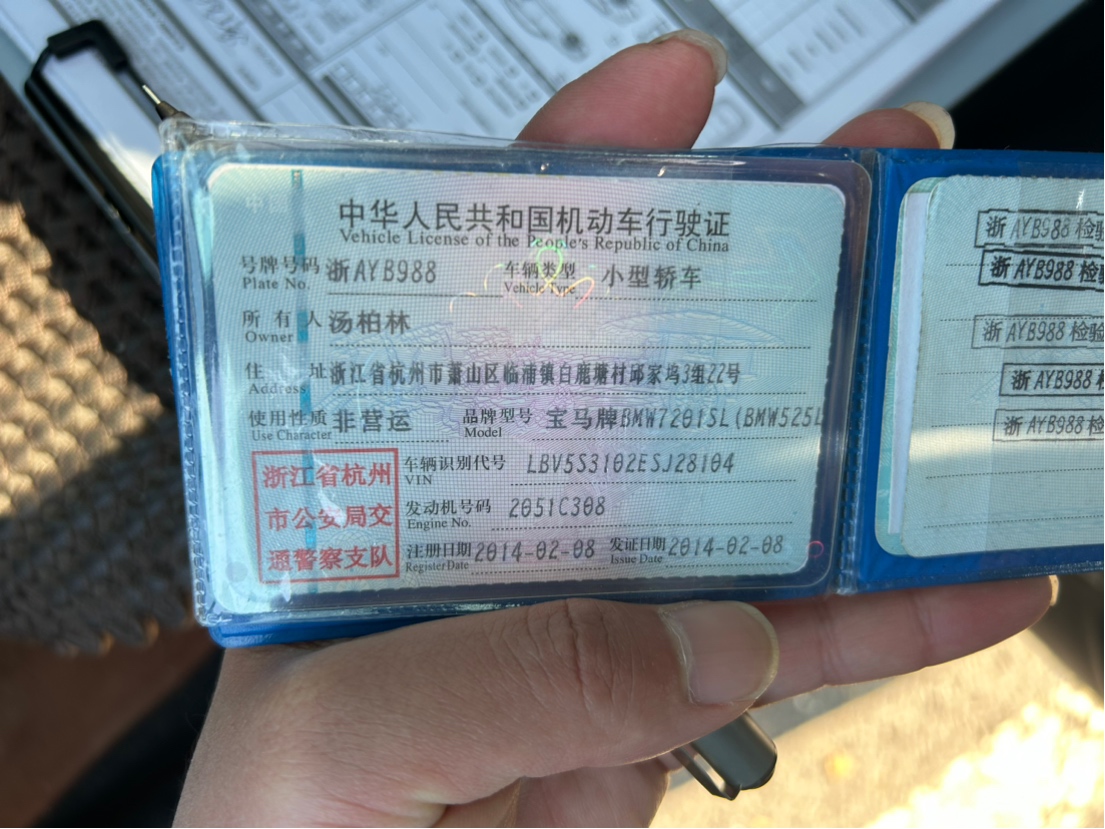 中华人民共和国机动车行驶证
Vehicle License of the People's Republic of China
号牌号码 浙AYB988 车辆类型 小型轿车
Plate No. Vehicle Type
所有人 汤柏林
Owner
住址 浙江省杭州市萧山区临浦镇白鹿塘村邱家坞3组22号
Address
使用性质 非营运 品牌型号 宝马牌BMW7201SL(BMW525L
Use Character Model
浙江省杭州
市公安局交
通警察支队
车辆识别代号 LBV5S3102ESJ28104
VIN
发动机号码 2051C308
Engine No.
注册日期 2014-02-08 发证日期 2014-02-08
Register Date Issue Date
浙AYB988检验
浙AYB988检验
浙AYB988检验
浙AYB988
浙AYB988检